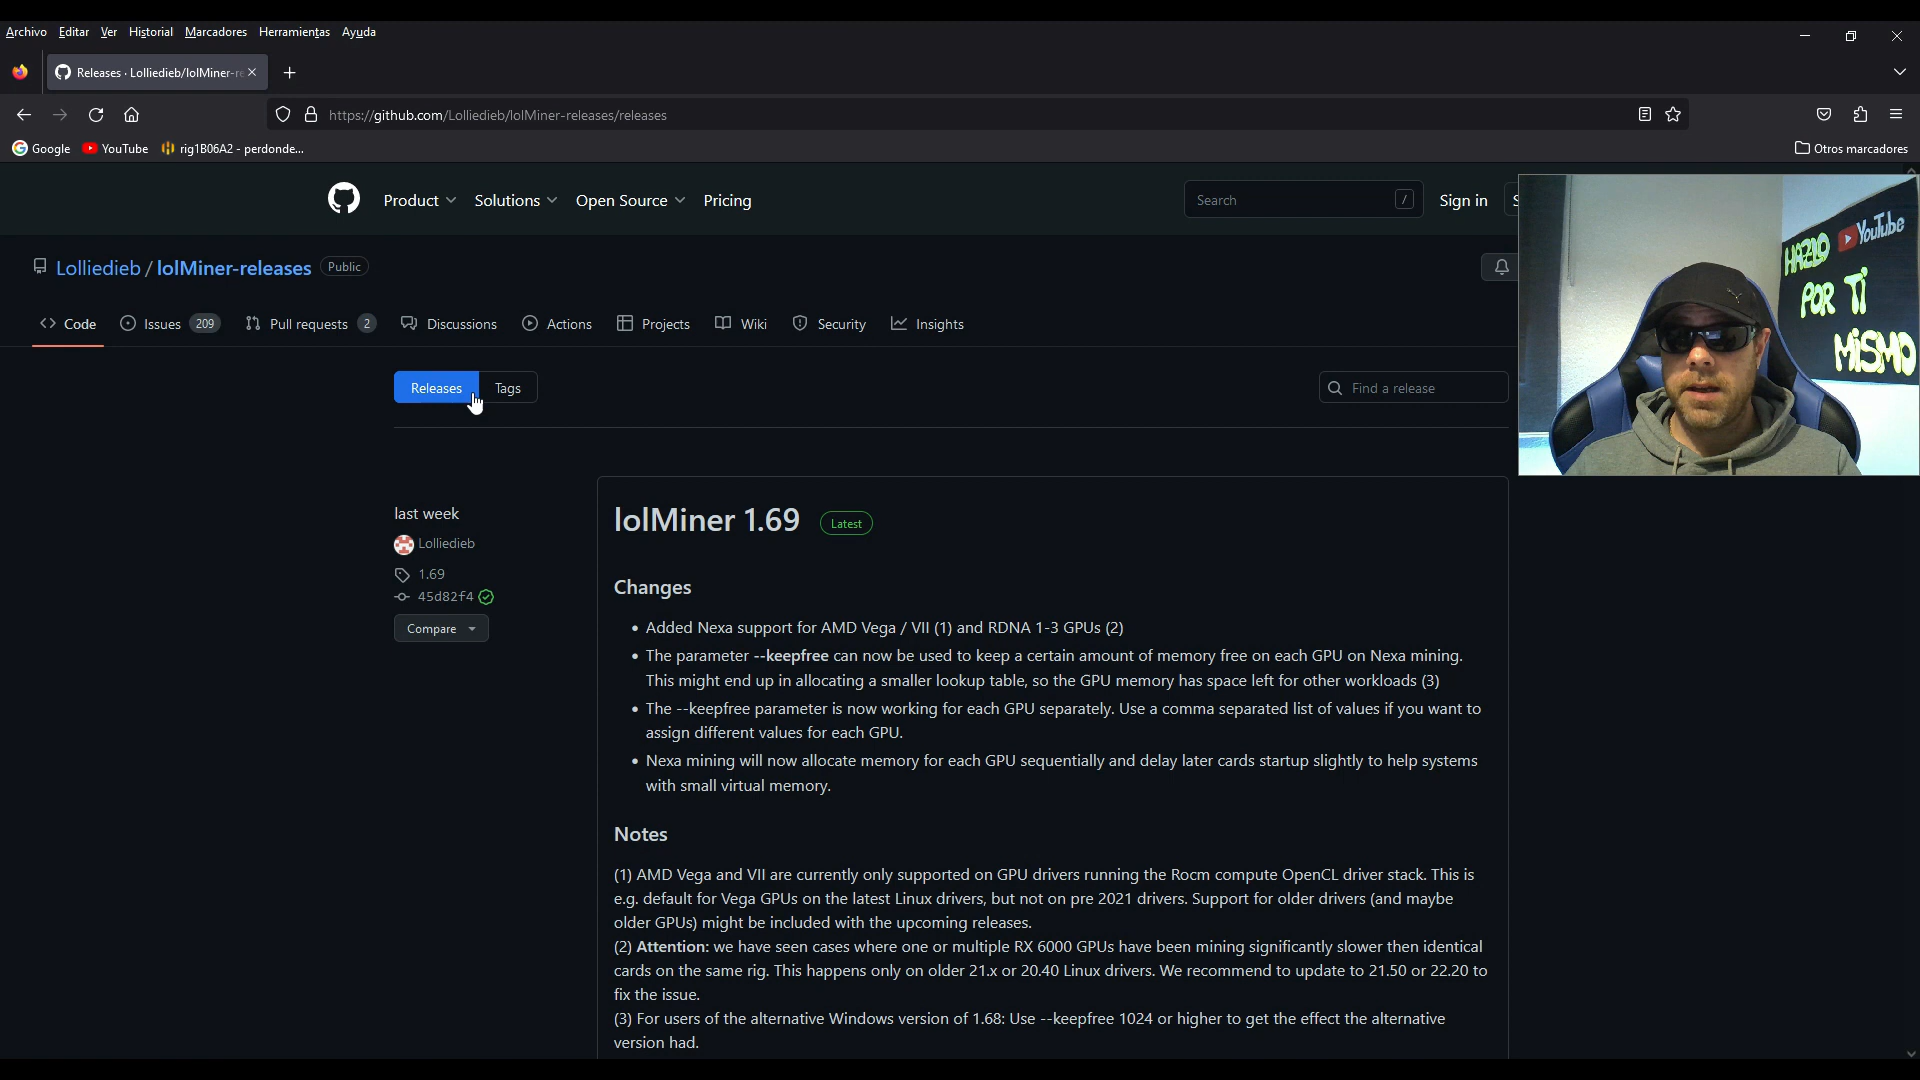 Archivo Editar Ver Historial Marcadores Herramientas Ayuda
Releases · Lolliedieb/lolMiner-re
https://github.com/Lolliedieb/lolMiner-releases/releases
Google YouTube rig1B06A2 - perdonde... Otros marcadores
Product Solutions Open Source Pricing Search / Sign in S
Lolliedieb / lolMiner-releases Public
Code Issues 209 Pull requests 2 Discussions Actions Projects Wiki Security Insights
HAZLO YouTube
POR TI
MISMO
Releases Tags Find a release
last week
Lolliedieb
1.69
45d82f4
Compare
lolMiner 1.69 Latest
Changes
• Added Nexa support for AMD Vega / VII (1) and RDNA 1-3 GPUs (2)
• The parameter --keepfree can now be used to keep a certain amount of memory free on each GPU on Nexa mining.
This might end up in allocating a smaller lookup table, so the GPU memory has space left for other workloads (3)
• The --keepfree parameter is now working for each GPU separately. Use a comma separated list of values if you want to
assign different values for each GPU.
• Nexa mining will now allocate memory for each GPU sequentially and delay later cards startup slightly to help systems
with small virtual memory.
Notes
(1) AMD Vega and VII are currently only supported on GPU drivers running the Rocm compute OpenCL driver stack. This is
e.g. default for Vega GPUs on the latest Linux drivers, but not on pre 2021 drivers. Support for older drivers (and maybe
older GPUs) might be included with the upcoming releases.
(2) Attention: we have seen cases where one or multiple RX 6000 GPUs have been mining significantly slower then identical
cards on the same rig. This happens only on older 21.x or 20.40 Linux drivers. We recommend to update to 21.50 or 22.20 to
fix the issue.
(3) For users of the alternative Windows version of 1.68: Use --keepfree 1024 or higher to get the effect the alternative
version had.